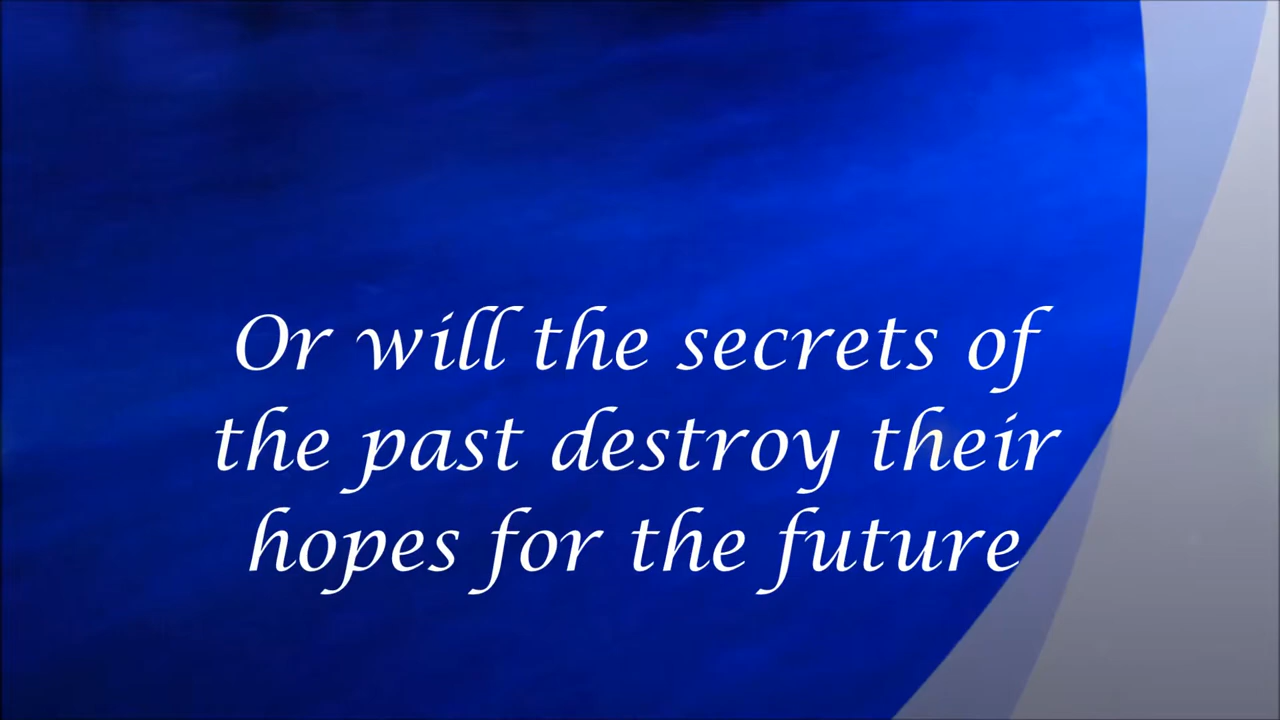 Or will the secrets of
the past destroy their
hopes for the future